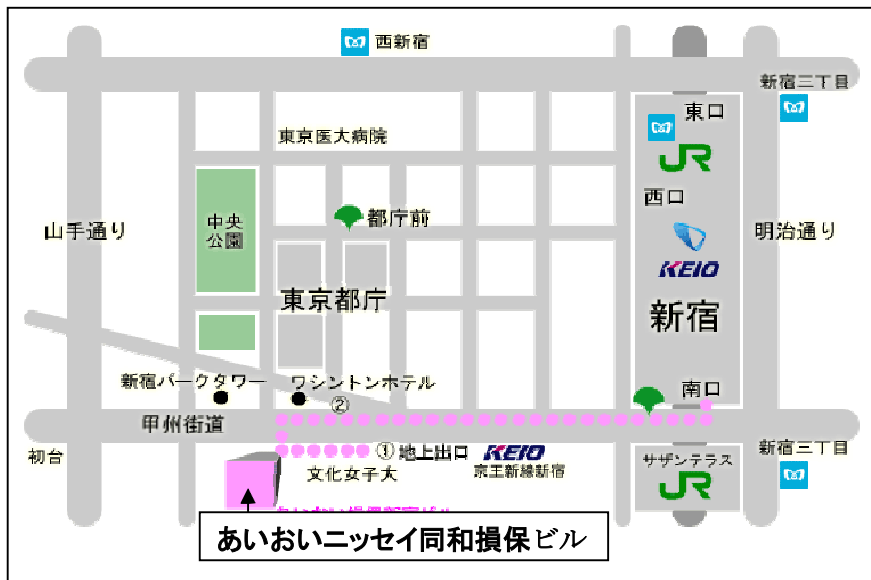 西新宿
新宿三丁目
東口
東京医大病院
JR
西口
山手通り
中央
公園
都庁前
明治通り
KEIO
東京都庁
新宿
新宿パークタワー
ワシントンホテル
南口
②
甲州街道
初台
①地上出口
KEIO
京王新線新宿
文化女子大
サザンテラス
JR
新宿三丁目
あいおいニッセイ同和損保ビル